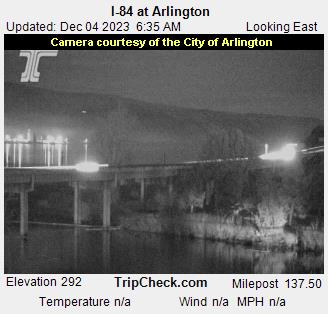 I-84 at Arlington
Updated: Dec 04 2023 6:35 AM Looking East
Camera courtesy of the City of Arlington
Elevation 292 TripCheck.com Milepost 137.50
Temperature n/a Wind n/a MPH n/a